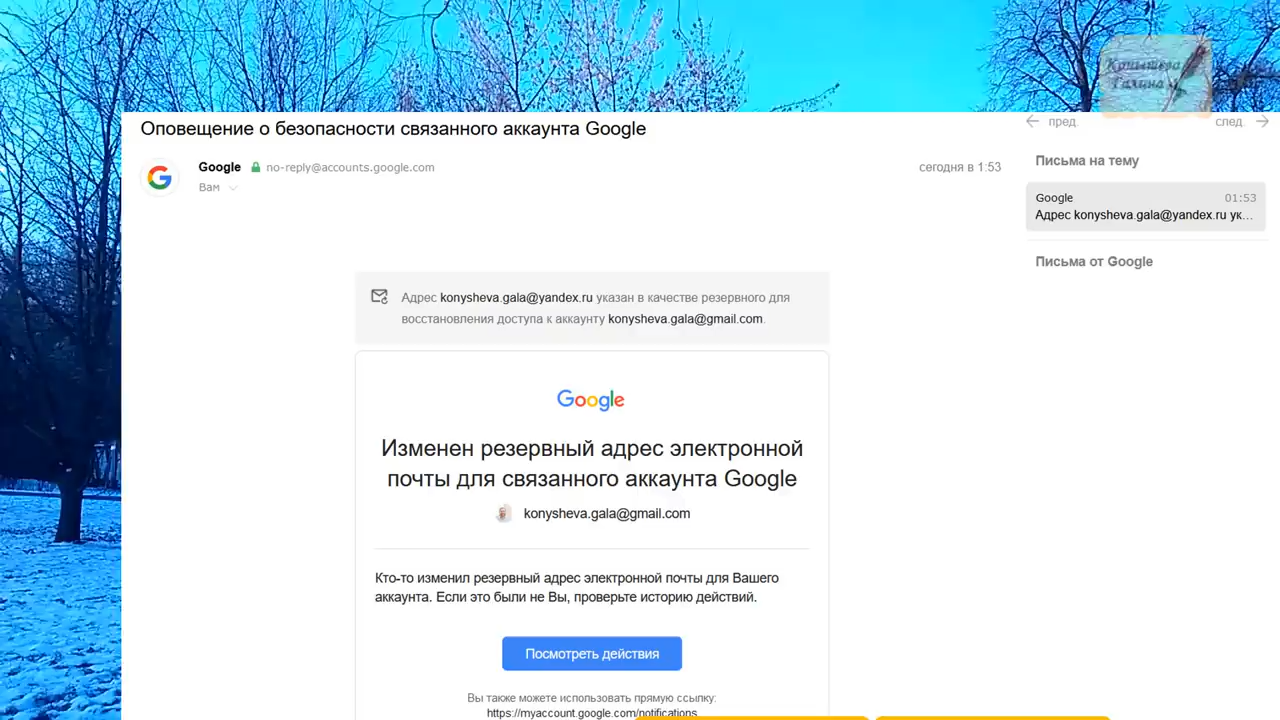 Конышева
Галина
Оповещение о безопасности связанного аккаунта Google
Google no-reply@accounts.google.com
Вам
сегодня в 1:53
пред.
след.
Письма на тему
Google 01:53
Адрес konysheva.gala@yandex.ru ук...
Письма от Google
Адрес konysheva.gala@yandex.ru указан в качестве резервного для
восстановления доступа к аккаунту konysheva.gala@gmail.com.
Google
Изменен резервный адрес электронной
почты для связанного аккаунта Google
konysheva.gala@gmail.com
Кто-то изменил резервный адрес электронной почты для Вашего
аккаунта. Если это были не Вы, проверьте историю действий.
Посмотреть действия
Вы также можете использовать прямую ссылку:
https://myaccount.google.com/notifications